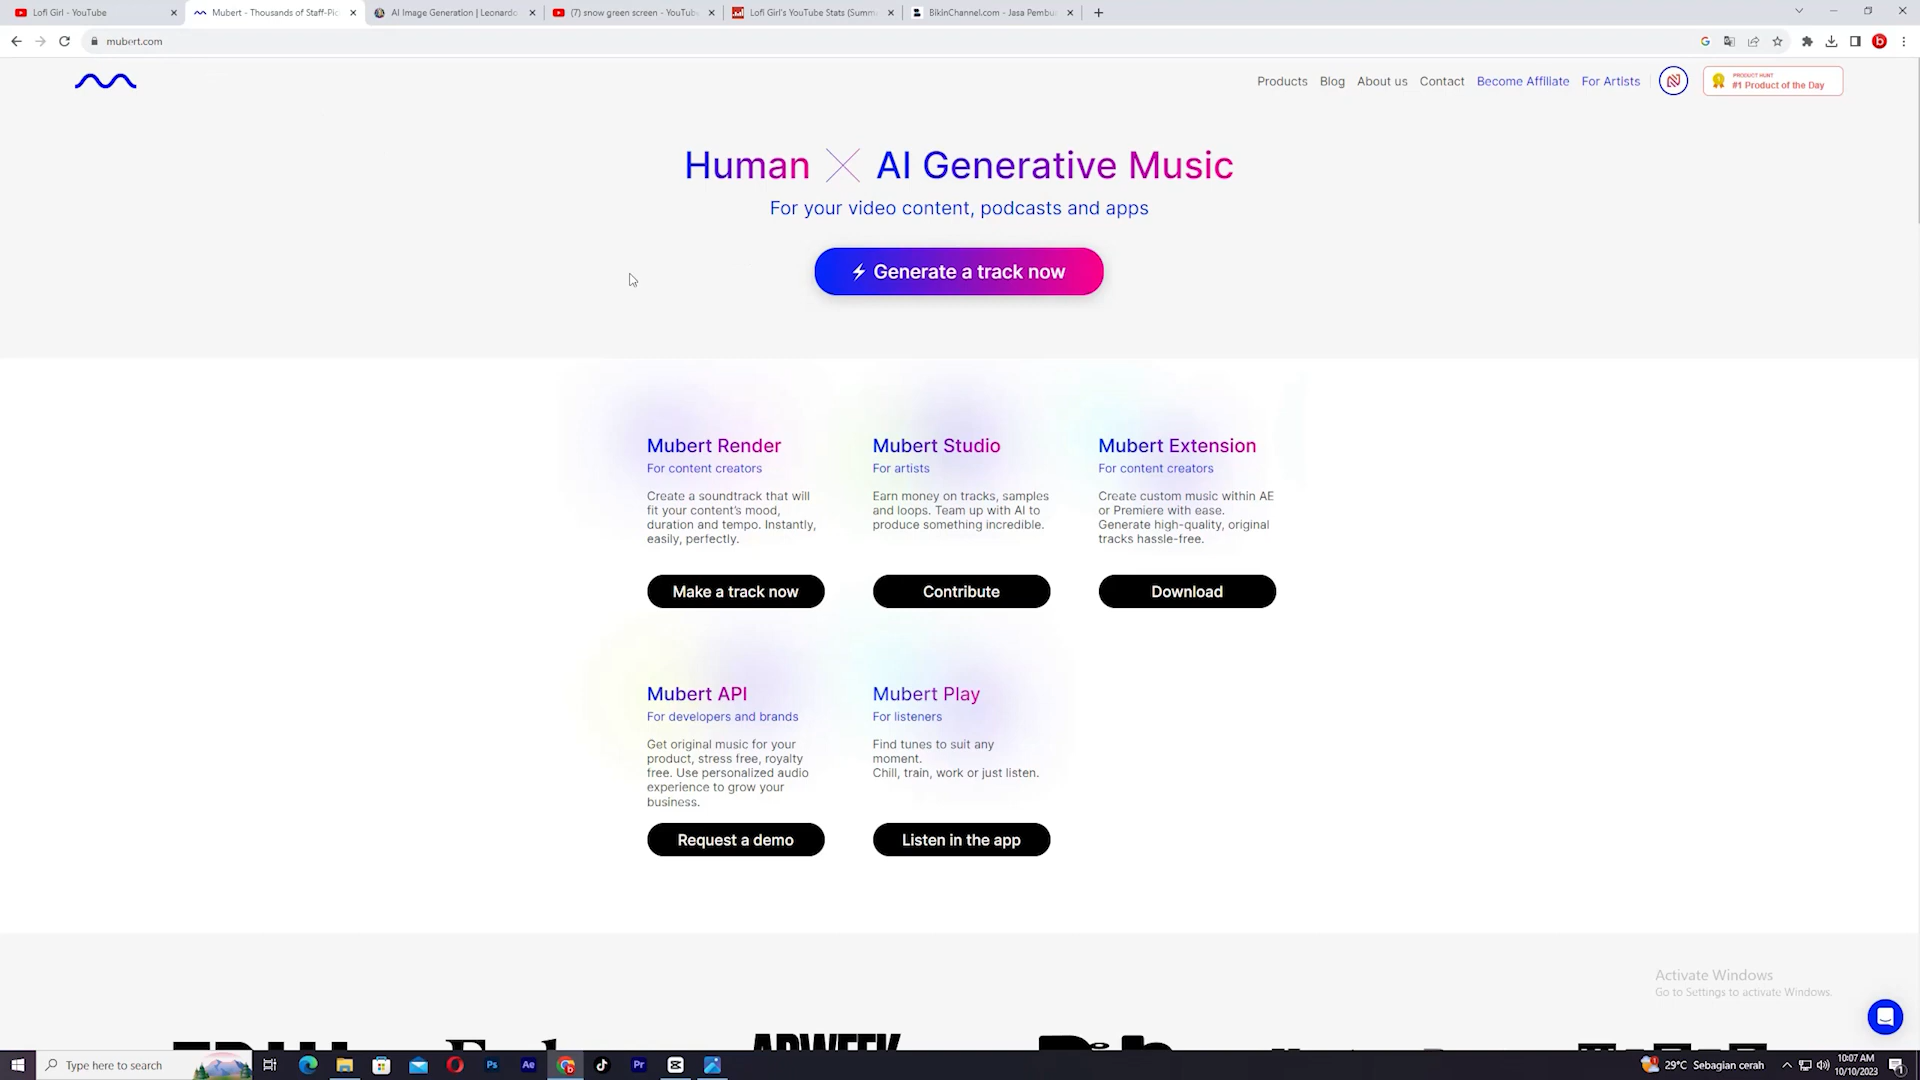 Lofi Girl - YouTube
Mubert - Thousands of Staff-Pic
AI Image Generation | Leonardo
(7) snow green screen - YouTube
Lofi Girl's YouTube Stats (Summ
BikinChannel.com - Jasa Pembu
mubert.com
Products
Blog
About us
Contact
Become Affiliate
For Artists
PRODUCT HUNT
#1 Product of the Day
Human
AI Generative Music
For your video content, podcasts and apps
Generate a track now
Mubert Render
For content creators
Create a soundtrack that will
fit your content's mood,
duration and tempo. Instantly,
easily, perfectly.
Make a track now
Mubert Studio
For artists
Earn money on tracks, samples
and loops. Team up with AI to
produce something incredible.
Contribute
Mubert Extension
For content creators
Create custom music within AE
or Premiere with ease.
Generate high-quality, original
tracks hassle-free.
Download
Mubert API
For developers and brands
Get original music for your
product, stress free, royalty
free. Use personalized audio
experience to grow your
business.
Request a demo
Mubert Play
For listeners
Find tunes to suit any
moment.
Chill, train, work or just listen.
Listen in the app
Activate Windows
Go to Settings to activate Windows.
ADWEEK
Type here to search
Ps
Ae
Pr
29°C Sebagian cerah
10:07 AM
10/10/2023